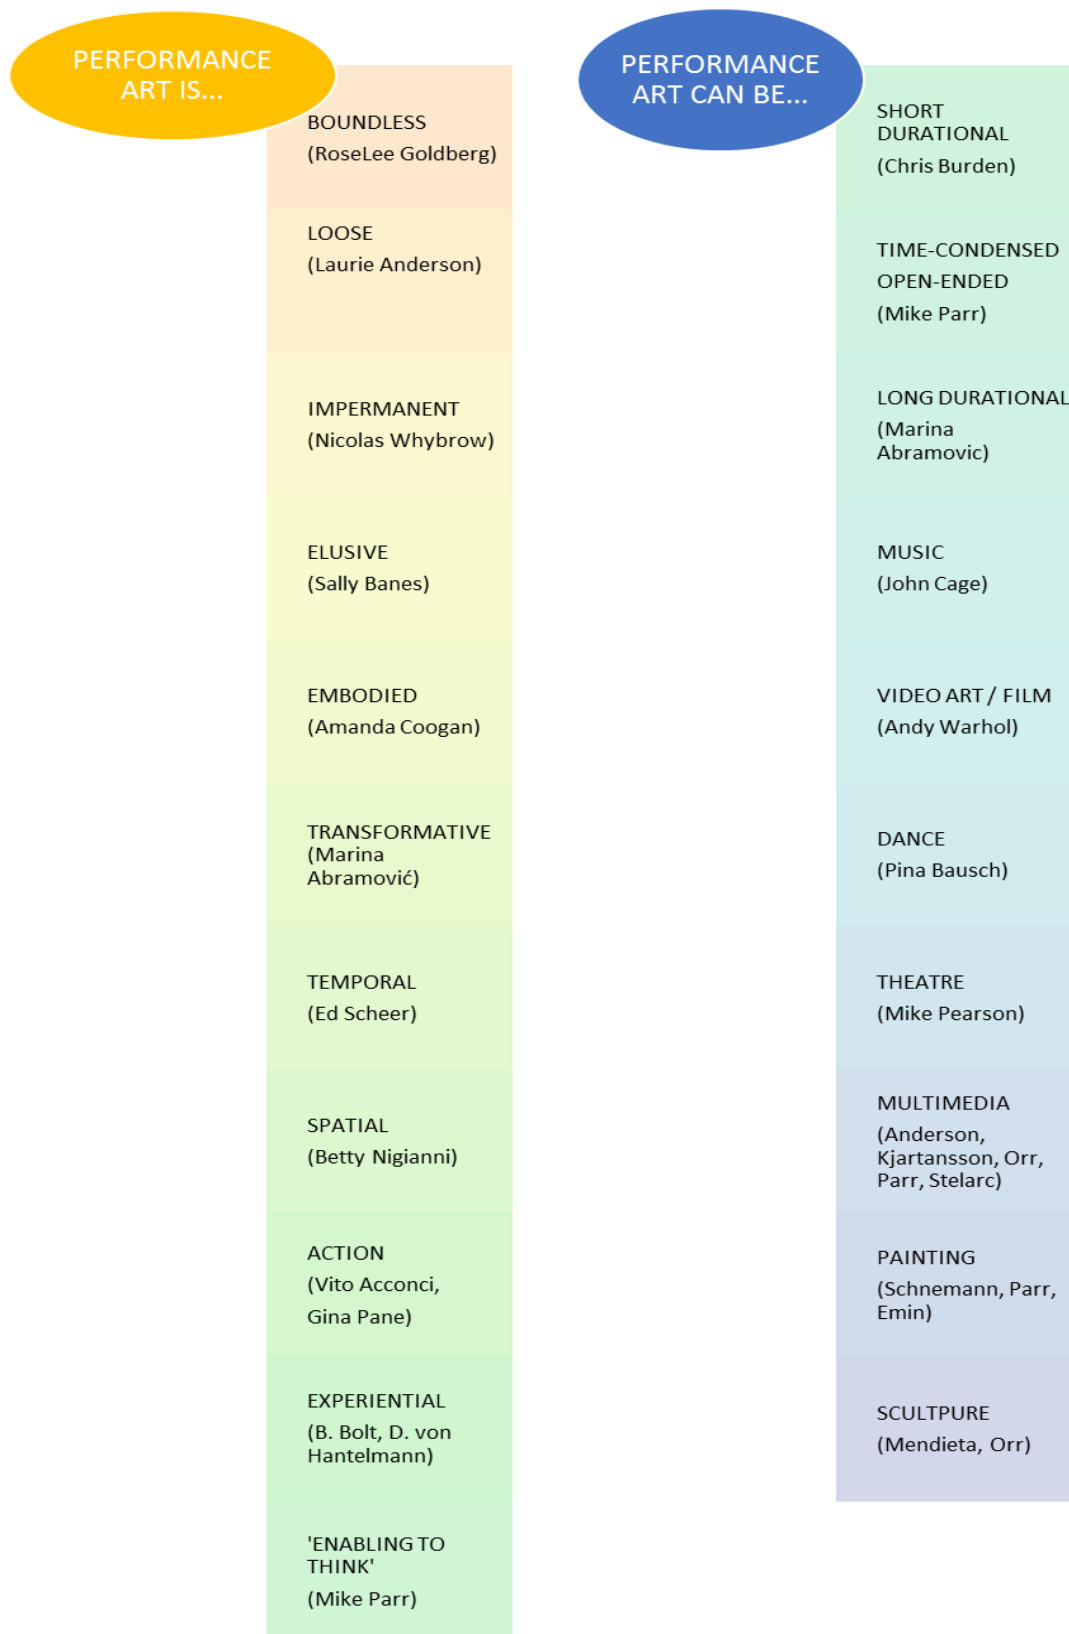 PERFORMANCE
ART IS...
BOUNDLESS
(RoseLee Goldberg)
LOOSE
(Laurie Anderson)
IMPERMANENT
(Nicolas Whybrow)
ELUSIVE
(Sally Banes)
EMBODIED
(Amanda Coogan)
TRANSFORMATIVE
(Marina
Abramović)
TEMPORAL
(Ed Scheer)
SPATIAL
(Betty Nigianni)
ACTION
(Vito Acconci,
Gina Pane)
EXPERIENTIAL
(B. Bolt, D. von
Hantelmann)
'ENABLING TO
THINK'
(Mike Parr)
PERFORMANCE
ART CAN BE...
SHORT
DURATIONAL
(Chris Burden)
TIME-CONDENSED
OPEN-ENDED
(Mike Parr)
LONG DURATIONAL
(Marina
Abramovic)
MUSIC
(John Cage)
VIDEO ART / FILM
(Andy Warhol)
DANCE
(Pina Bausch)
THEATRE
(Mike Pearson)
MULTIMEDIA
(Anderson,
Kjartansson, Orr,
Parr, Stelarc)
PAINTING
(Schnemann, Parr,
Emin)
SCULTPURE
(Mendieta, Orr)